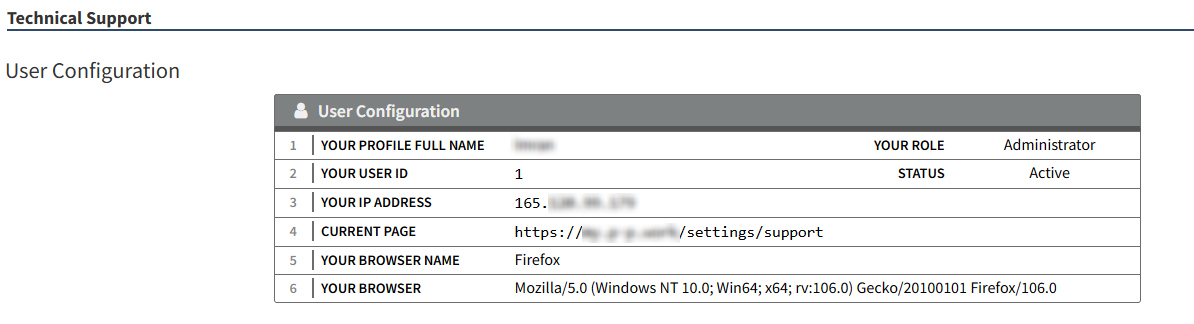 Technical Support
User Configuration
User Configuration
1 YOUR PROFILE FULL NAME YOUR ROLE Administrator
2 YOUR USER ID 1 STATUS Active
3 YOUR IP ADDRESS 165.
4 CURRENT PAGE https:// /settings/support
5 YOUR BROWSER NAME Firefox
6 YOUR BROWSER Mozilla/5.0 (Windows NT 10.0; Win64; x64; rv:106.0) Gecko/20100101 Firefox/106.0